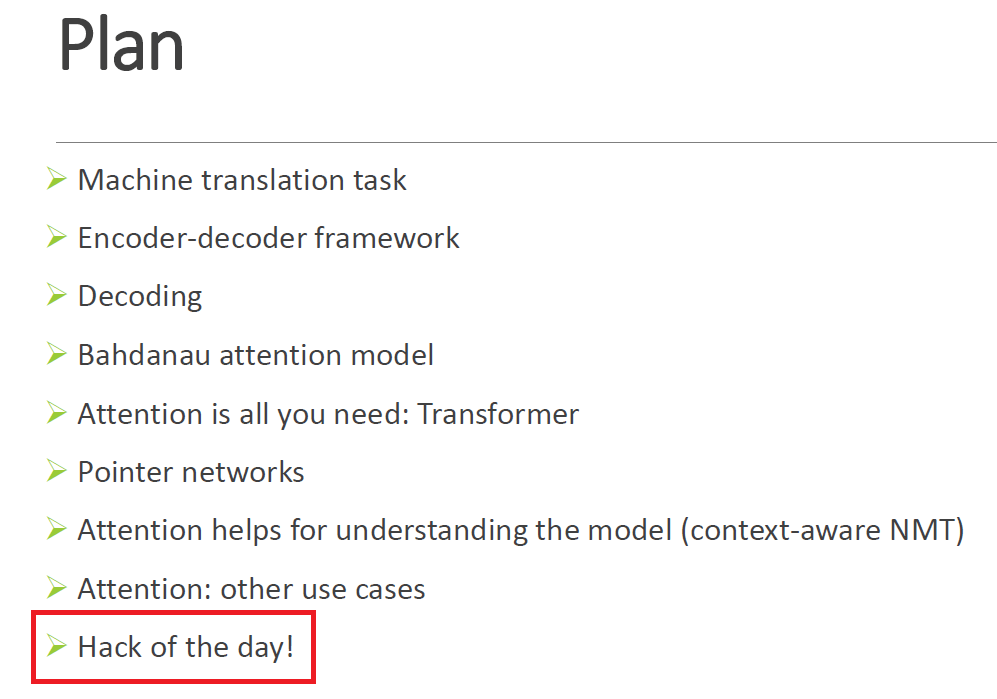 Plan
Machine translation task
Encoder-decoder framework
Decoding
Bahdanau attention model
Attention is all you need: Transformer
Pointer networks
Attention helps for understanding the model (context-aware NMT)
Attention: other use cases
Hack of the day!